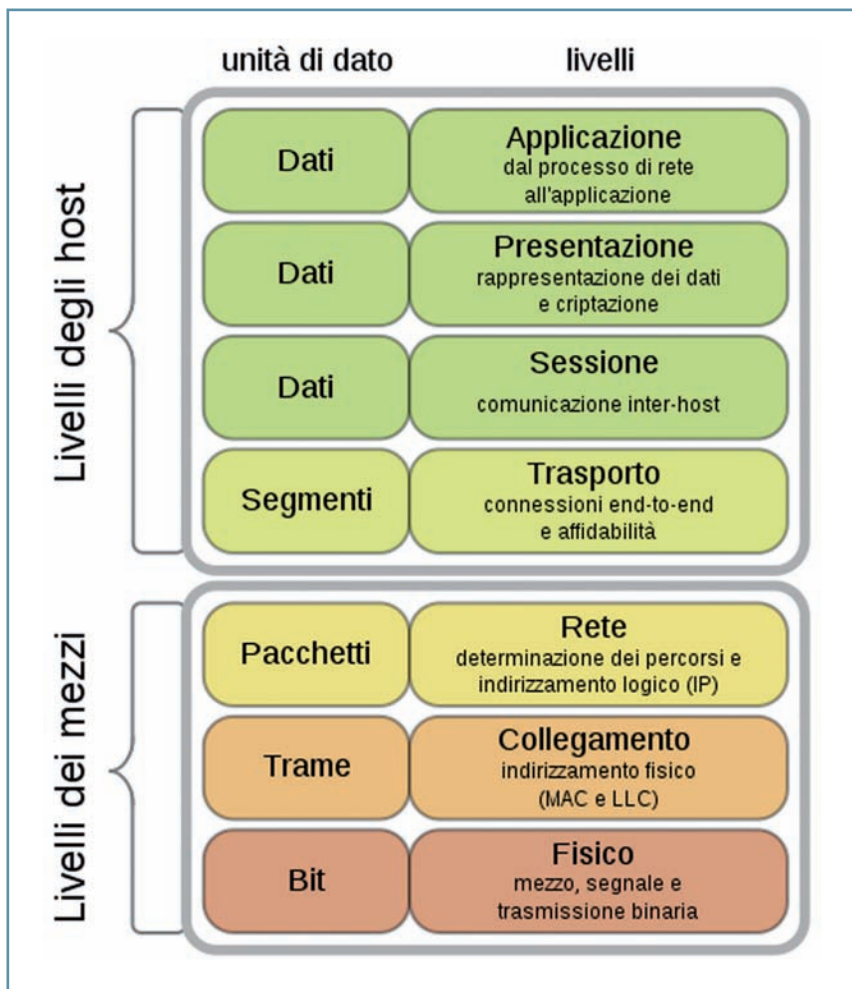 unità di dato
livelli
Livelli degli host
Dati
Applicazione
dal processo di rete
all'applicazione
Dati
Presentazione
rappresentazione dei dati
e criptazione
Dati
Sessione
comunicazione inter-host
Segmenti
Trasporto
connessioni end-to-end
e affidabilità
Livelli dei mezzi
Pacchetti
Rete
determinazione dei percorsi e
indirizzamento logico (IP)
Trame
Collegamento
indirizzamento fisico
(MAC e LLC)
Bit
Fisico
mezzo, segnale e
trasmissione binaria